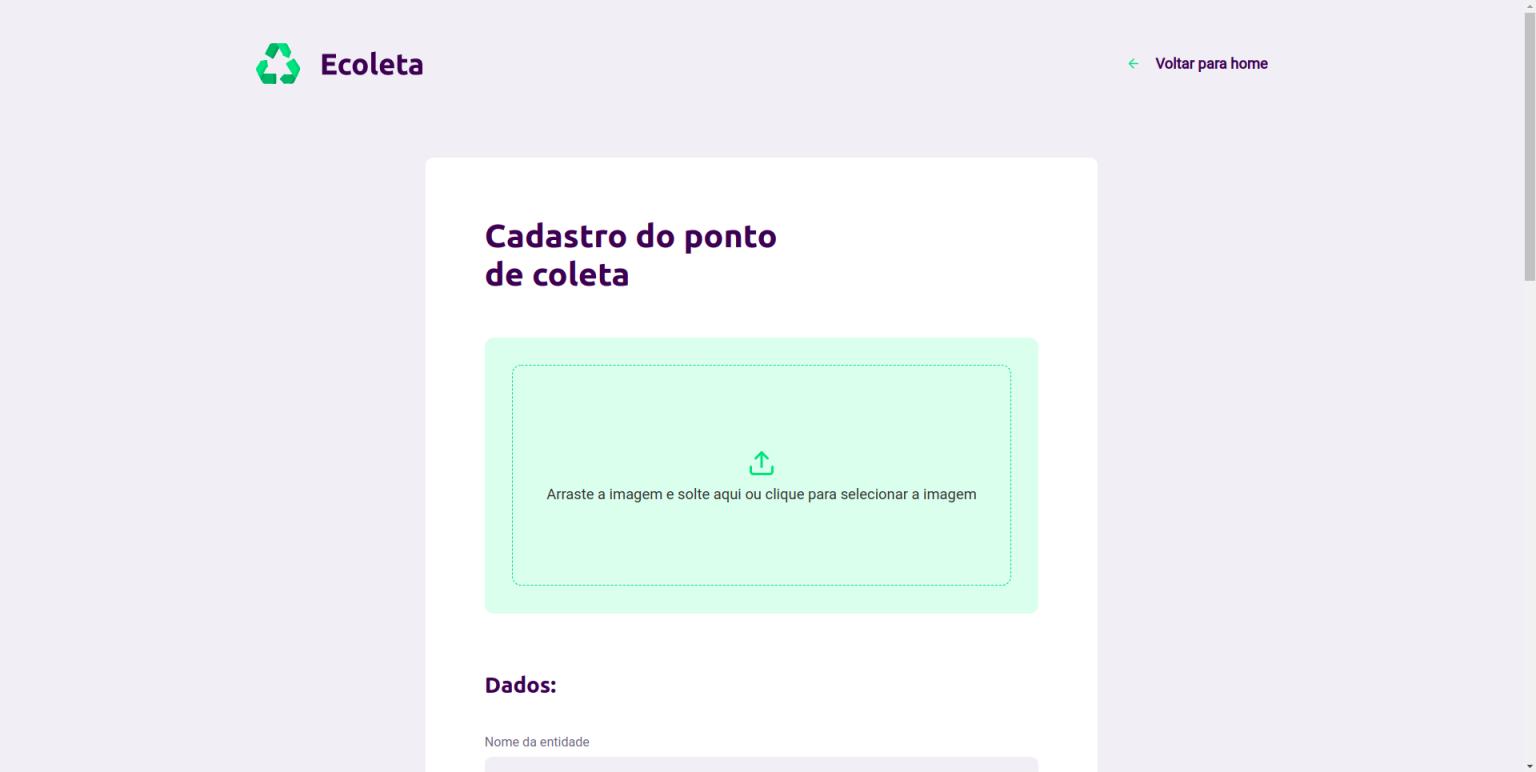 Ecoleta
Voltar para home
Cadastro do ponto
de coleta
Arraste a imagem e solte aqui ou clique para selecionar a imagem
Dados:
Nome da entidade